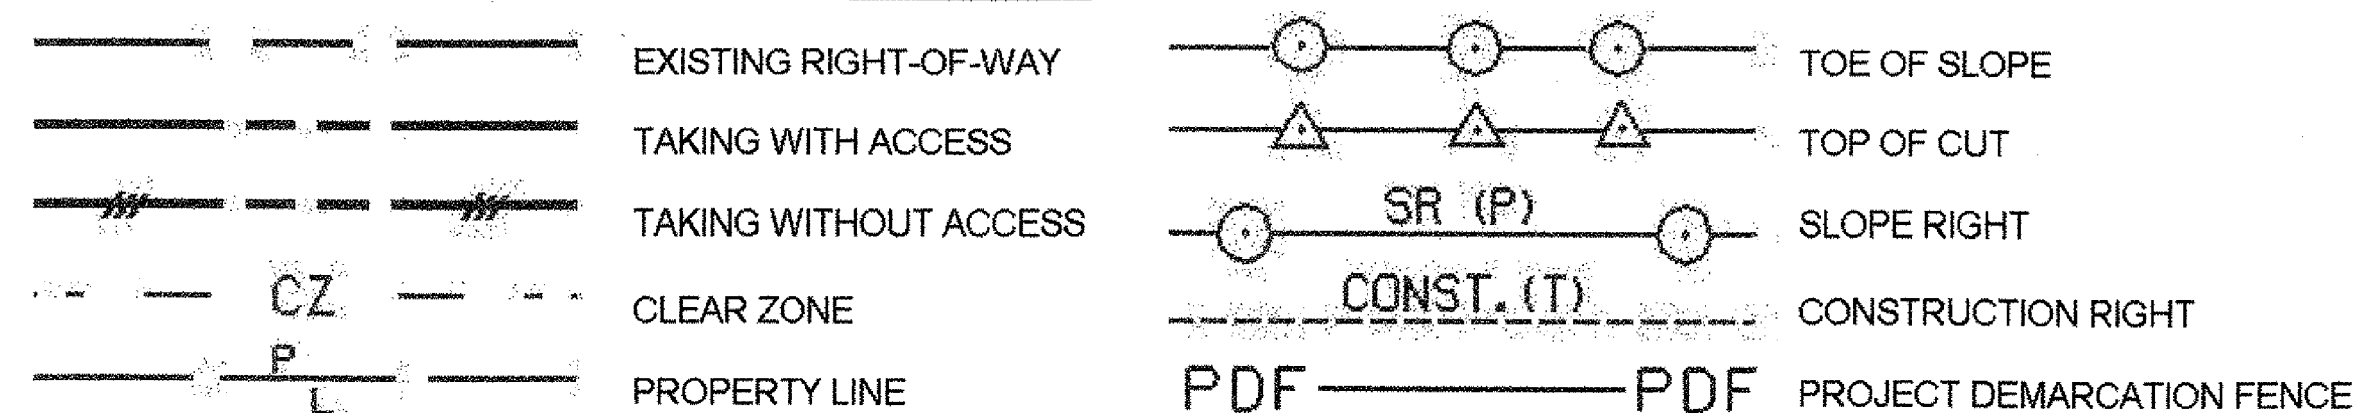 EXISTING RIGHT-OF-WAY
TAKING WITH ACCESS
TAKING WITHOUT ACCESS
CZ CLEAR ZONE
P
L PROPERTY LINE
TOE OF SLOPE
TOP OF CUT
SR (P) SLOPE RIGHT
CONST. (T) CONSTRUCTION RIGHT
PDF PDF PROJECT DEMARCATION FENCE